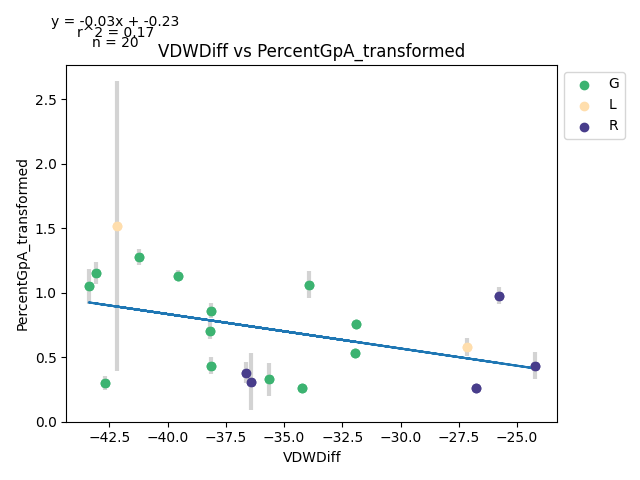 y = -0.03x + -0.23
r^2 = 0.17
n = 20
VDWDiff vs PercentGpA_transformed
G
L
R
2.5
2.0
1.5
1.0
0.5
0.0
PercentGpA_transformed
−42.5 −40.0 −37.5 −35.0 −32.5 −30.0 −27.5 −25.0
VDWDiff